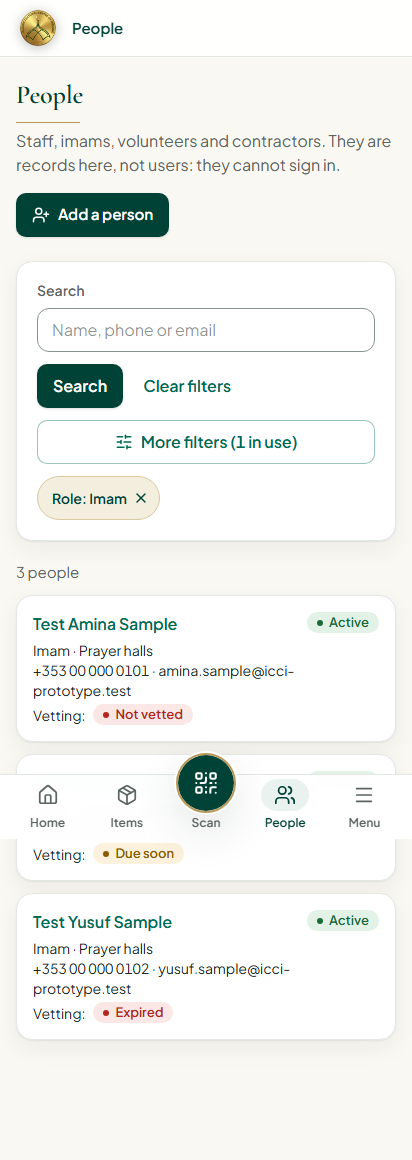 People
People
Staff, imams, volunteers and contractors. They are
records here, not users: they cannot sign in.
Add a person
Search
Name, phone or email
Search
Clear filters
More filters (1 in use)
Role: Imam ✕
3 people
Test Amina Sample
Active
Imam · Prayer halls
+353 00 000 0101 · amina.sample@icci-
prototype.test
Vetting: Not vetted
Home
Items
Scan
People
Menu
Vetting: Due soon
Test Yusuf Sample
Active
Imam · Prayer halls
+353 00 000 0102 · yusuf.sample@icci-
prototype.test
Vetting: Expired